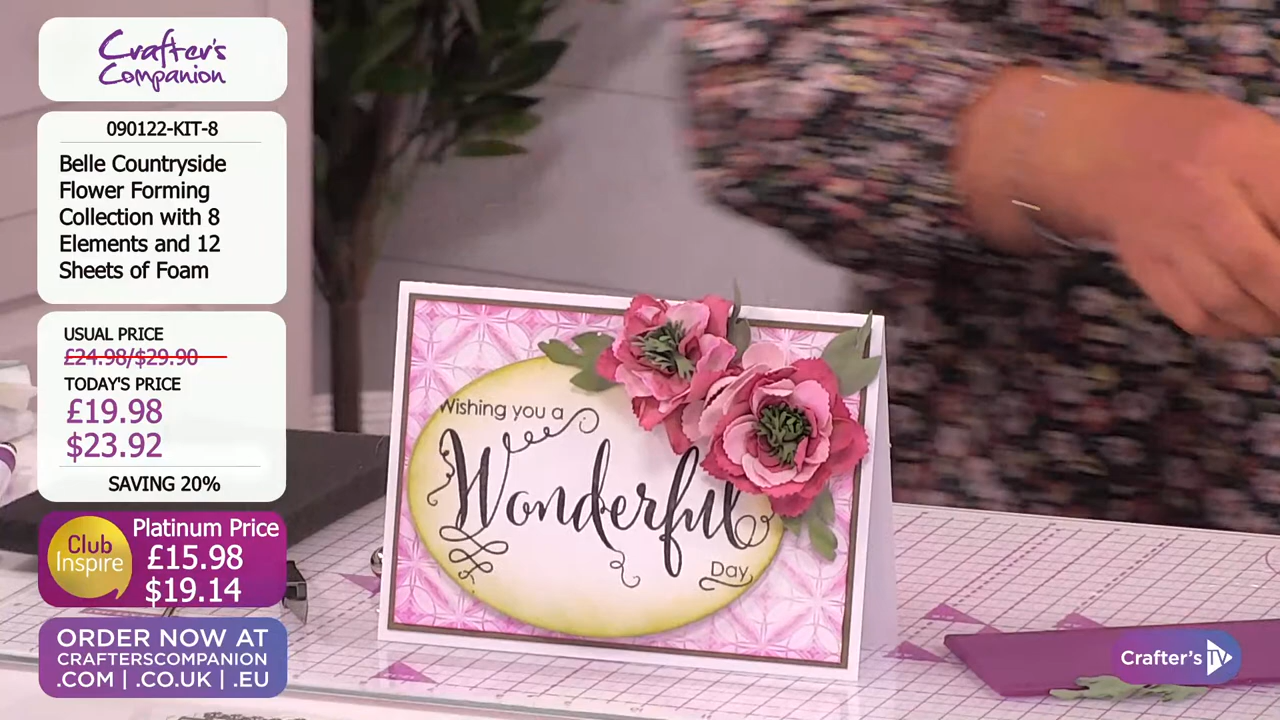 Crafter's
Companion
090122-KIT-8
Belle Countryside
Flower Forming
Collection with 8
Elements and 12
Sheets of Foam
USUAL PRICE
£24.98/$29.90
TODAY'S PRICE
£19.98
$23.92
SAVING 20%
Club
Inspire
Platinum Price
£15.98
$19.14
ORDER NOW AT
CRAFTERSCOMPANION
.COM | .CO.UK | .EU
Wishing you a
Wonderful
Day
Crafter's TV